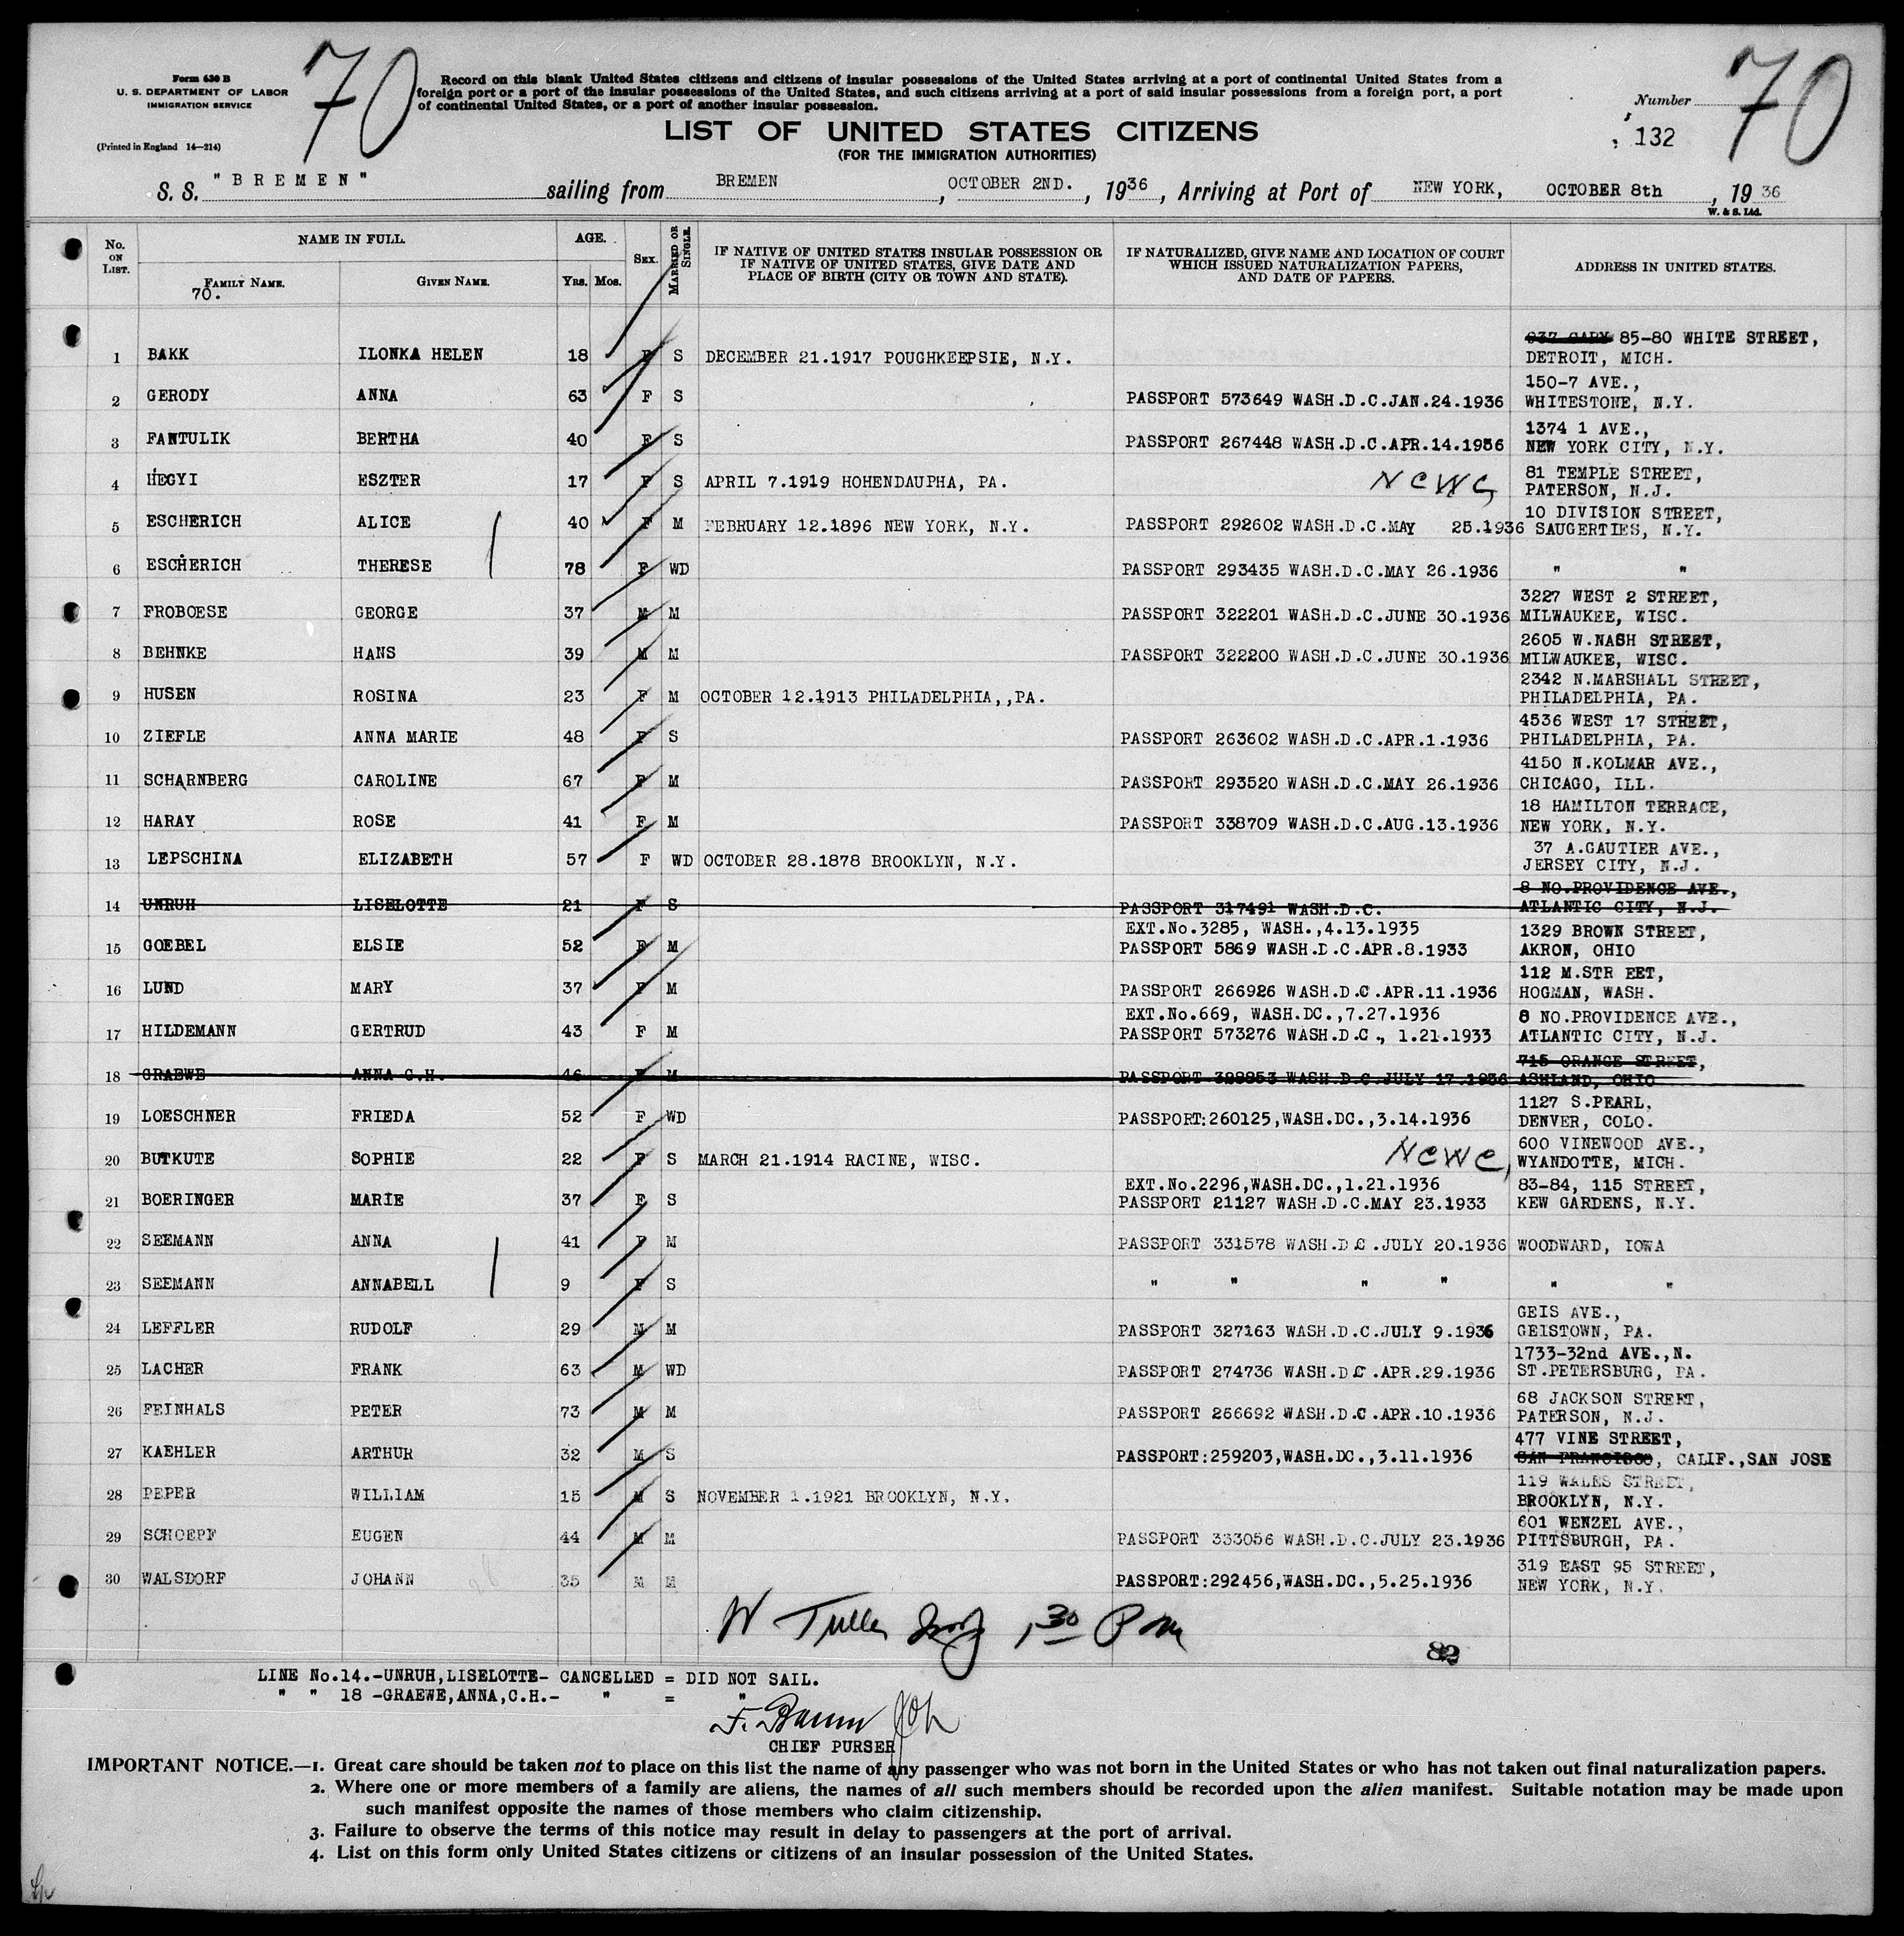 Form 630 B
U. S. DEPARTMENT OF LABOR
IMMIGRATION SERVICE
(Printed in England 14—214)
70
Record on this blank United States citizens and citizens of insular possessions of the United States arriving at a port of continental United States from a
foreign port or a port of the insular possessions of the United States, and such citizens arriving at a port of said insular possessions from a foreign port, a port
of continental United States, or a port of another insular possession.
LIST OF UNITED STATES CITIZENS
(FOR THE IMMIGRATION AUTHORITIES)
Number 70
132
S. S. "BREMEN" sailing from BREMEN, OCTOBER 2ND., 1936, Arriving at Port of NEW YORK, OCTOBER 8th, 1936
W. & S. Ltd.
No. ON LIST. NAME IN FULL. FAMILY NAME. GIVEN NAME. AGE. YRS. MOS. SEX. MARRIED OR SINGLE. IF NATIVE OF UNITED STATES INSULAR POSSESSION OR IF NATIVE OF UNITED STATES, GIVE DATE AND PLACE OF BIRTH (CITY OR TOWN AND STATE). IF NATURALIZED, GIVE NAME AND LOCATION OF COURT WHICH ISSUED NATURALIZATION PAPERS, AND DATE OF PAPERS. ADDRESS IN UNITED STATES.
70.
1 BAKK ILONKA HELEN 18 F S DECEMBER 21.1917 POUGHKEEPSIE, N.Y. 85-80 WHITE STREET, DETROIT, MICH.
2 GERODY ANNA 63 F S PASSPORT 573649 WASH.D.C.JAN.24.1936 150-7 AVE., WHITESTONE, N.Y.
3 FANTULIK BERTHA 40 F S PASSPORT 267448 WASH.D.C.APR.14.1936 1374 1 AVE., NEW YORK CITY, N.Y.
4 HEGYI ESZTER 17 F S APRIL 7.1919 HOHENDAUPHA, PA. NCWC 81 TEMPLE STREET, PATERSON, N.J.
5 ESCHERICH ALICE 40 F M FEBRUARY 12.1896 NEW YORK, N.Y. PASSPORT 292602 WASH.D.C.MAY 25.1936 10 DIVISION STREET, SAUGERTIES, N.Y.
6 ESCHERICH THERESE 78 F WD PASSPORT 293435 WASH.D.C.MAY 26.1936 " "
7 FROBOESE GEORGE 37 M M PASSPORT 322201 WASH.D.C.JUNE 30.1936 3227 WEST 2 STREET, MILWAUKEE, WISC.
8 BEHNKE HANS 39 M M PASSPORT 322200 WASH.D.C.JUNE 30.1936 2605 W.NASH STREET, MILWAUKEE, WISC.
9 HUSEN ROSINA 23 F M OCTOBER 12.1913 PHILADELPHIA,,PA. 2342 N.MARSHALL STREET, PHILADELPHIA, PA.
10 ZIEFLE ANNA MARIE 48 F S PASSPORT 263602 WASH.D.C.APR.1.1936 4536 WEST 17 STREET, PHILADELPHIA, PA.
11 SCHARNBERG CAROLINE 67 F M PASSPORT 293520 WASH.D.C.MAY 26.1936 4150 N.KOLMAR AVE., CHICAGO, ILL.
12 HARAY ROSE 41 F M PASSPORT 338709 WASH.D.C.AUG.13.1936 18 HAMILTON TERRACE, NEW YORK, N.Y.
13 LEPSCHINA ELIZABETH 57 F WD OCTOBER 28.1878 BROOKLYN, N.Y. 37 A.GAUTIER AVE., JERSEY CITY, N.J.
14 UNRUH LISELOTTE 21 F S PASSPORT 317491 WASH.D.C. 8 NO.PROVIDENCE AVE., ATLANTIC CITY, N.J.
15 GOEBEL ELSIE 52 F M EXT.No.3285, WASH.,4.13.1935 PASSPORT 5869 WASH.D.C.APR.8.1933 1329 BROWN STREET, AKRON, OHIO
16 LUND MARY 37 F M PASSPORT 266926 WASH.D.C.APR.11.1936 112 M.STR EET, HOGMAN, WASH.
17 HILDEMANN GERTRUD 43 F M EXT.No.669, WASH.DC.,7.27.1936 PASSPORT 573276 WASH.D.C., 1.21.1933 8 NO.PROVIDENCE AVE., ATLANTIC CITY, N.J.
18 GRAEWE ANNA C.H. 46 F M PASSPORT 328853 WASH.D.C.JULY 17.1936 715 ORANGE STREET, ASHLAND, OHIO
19 LOESCHNER FRIEDA 52 F WD PASSPORT:260125,WASH.DC.,3.14.1936 1127 S.PEARL, DENVER, COLO.
20 BUTKUTE SOPHIE 22 F S MARCH 21.1914 RACINE, WISC. NCWC, 600 VINEWOOD AVE., WYANDOTTE, MICH.
21 BOERINGER MARIE 37 F S EXT.No.2296,WASH.DC.,1.21.1936 PASSPORT 21127 WASH.D.C.MAY 23.1933 83-84, 115 STREET, KEW GARDENS, N.Y.
22 SEEMANN ANNA 41 F M PASSPORT 331578 WASH.D.C.JULY 20.1936 WOODWARD, IOWA
23 SEEMANN ANNABELL 9 F S " " " " " "
24 LEFFLER RUDOLF 29 M M PASSPORT 327163 WASH.D.C.JULY 9.1936 GEIS AVE., GEISTOWN, PA.
25 LACHER FRANK 63 M WD PASSPORT 274736 WASH.D.C.APR.29.1936 1733-32nd AVE.,N. ST.PETERSBURG, PA.
26 FEINHALS PETER 73 M M PASSPORT 266692 WASH.D.C.APR.10.1936 68 JACKSON STREET, PATERSON, N.J.
27 KAEHLER ARTHUR 32 M S PASSPORT:259203,WASH.DC.,3.11.1936 477 VINE STREET, SAN FRANCISCO, CALIF.,SAN JOSE
28 PEPER WILLIAM 15 M S NOVEMBER 1.1921 BROOKLYN, N.Y. 119 WALES STREET, BROOKLYN, N.Y.
29 SCHOEPF EUGEN 44 M M PASSPORT 333056 WASH.D.C.JULY 23.1936 601 WENZEL AVE., PITTSBURGH, PA.
30 WALSDORF JOHANN 35 M M PASSPORT:292456,WASH.DC.,5.25.1936 319 EAST 95 STREET, NEW YORK, N.Y.
W 1 30 Pm
82
LINE No.14.-UNRUH,LISELOTTE- CANCELLED = DID NOT SAIL.
" " 18 -GRAEWE,ANNA,C.H.- " = "
CHIEF PURSER
IMPORTANT NOTICE.—1. Great care should be taken not to place on this list the name of any passenger who was not born in the United States or who has not taken out final naturalization papers.
2. Where one or more members of a family are aliens, the names of all such members should be recorded upon the alien manifest. Suitable notation may be made upon
such manifest opposite the names of those members who claim citizenship.
3. Failure to observe the terms of this notice may result in delay to passengers at the port of arrival.
4. List on this form only United States citizens or citizens of an insular possession of the United States.